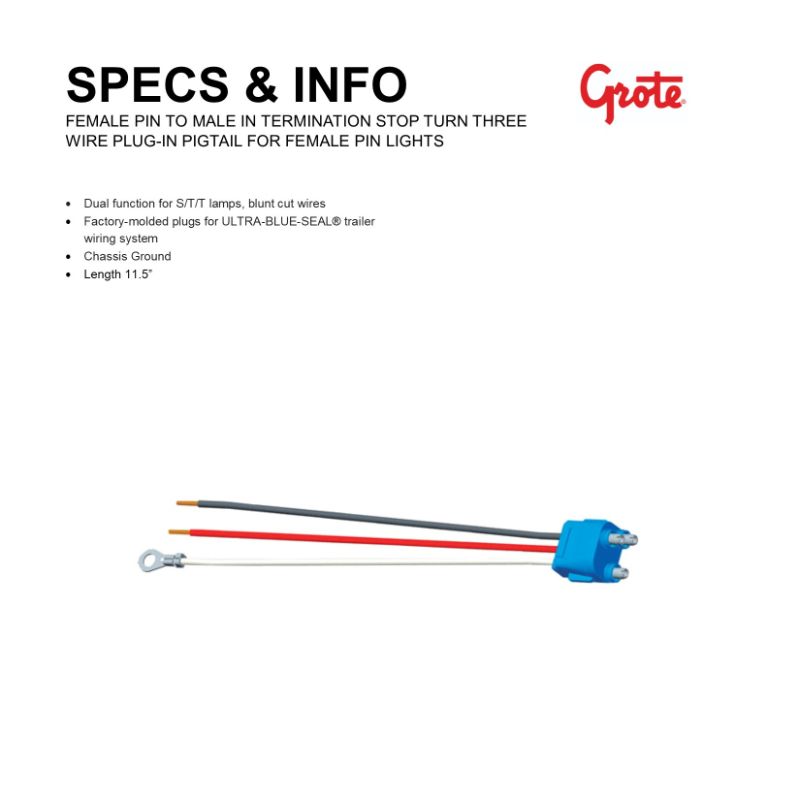 SPECS & INFO
Grote®
FEMALE PIN TO MALE IN TERMINATION STOP TURN THREE
WIRE PLUG-IN PIGTAIL FOR FEMALE PIN LIGHTS
• Dual function for S/T/T lamps, blunt cut wires
• Factory-molded plugs for ULTRA-BLUE-SEAL® trailer
wiring system
• Chassis Ground
• Length 11.5”